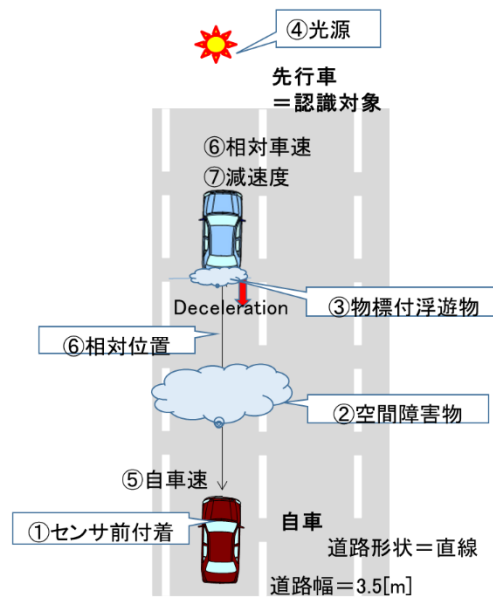 ④光源
先行車
＝認識対象
⑥相対車速
⑦減速度
Deceleration
③物標付浮遊物
⑥相対位置
②空間障害物
⑤自車速
①センサ前付着
自車
道路形状＝直線
道路幅＝3.5[m]